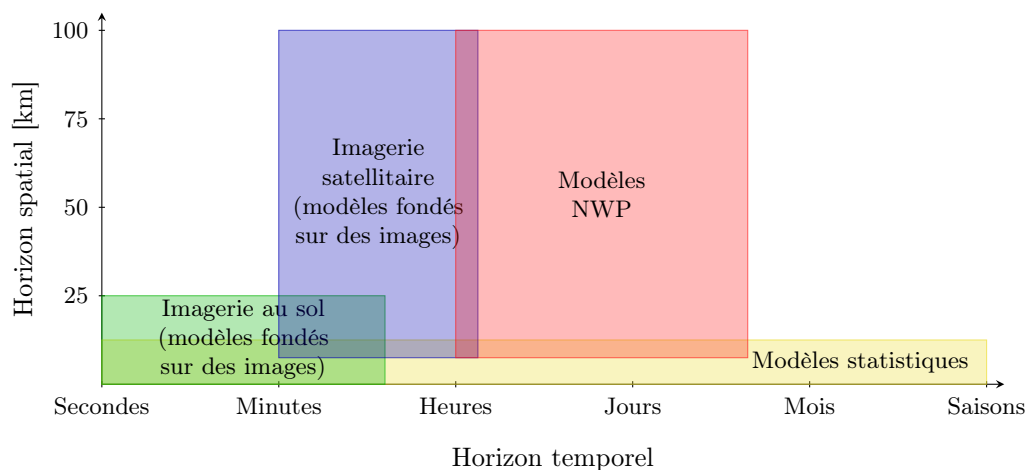 100
75
50
25
Horizon spatial [km]
Imagerie
satellitaire
(modèles fondés
sur des images)
Modèles
NWP
Imagerie au sol
(modèles fondés
sur des images)
Modèles statistiques
Secondes
Minutes
Heures
Jours
Mois
Saisons
Horizon temporel